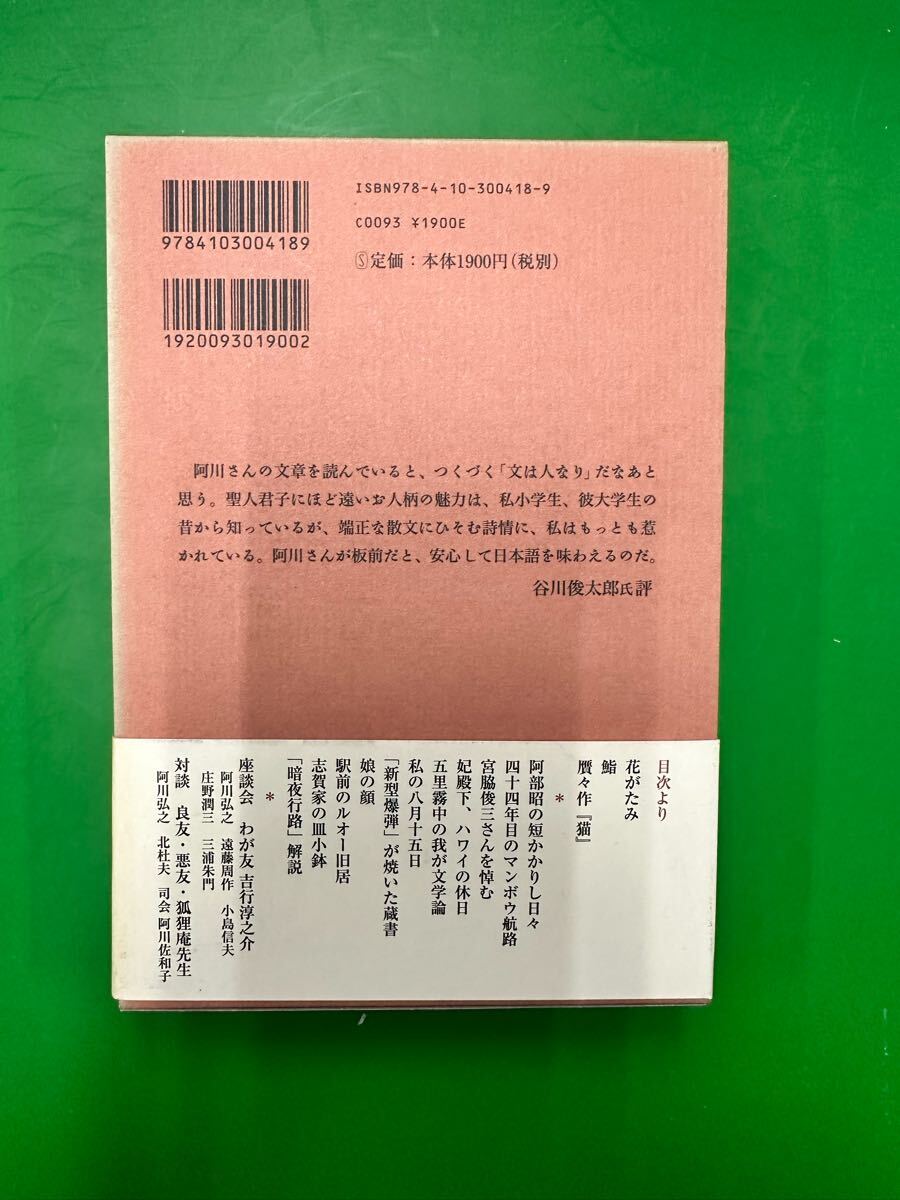 ISBN978-4-10-300418-9
C0093 ¥1900E
Ⓢ定価：本体1900円（税別）
9784103004189
1920093019002
阿川さんの文章を読んでいると、つくづく「文は人なり」だなあと
思う。聖人君子にほど遠いお人柄の魅力は、私小学生、彼大学生の
昔から知っているが、端正な散文にひそむ詩情に、私はもっとも惹
かれている。阿川さんが板前だと、安心して日本語を味わえるのだ。
谷川俊太郎氏評
目次より
花がたみ
鮨
贋々作『猫』
＊
阿部昭の短かかりし日々
四十四年目のマンボウ航路
宮脇俊三さんを悼む
妃殿下、ハワイの休日
五里霧中の我が文学論
私の八月十五日
「新型爆弾」が焼いた蔵書
娘の顔
駅前のルオー旧居
志賀家の皿小鉢
「暗夜行路」解説
＊
座談会　わが友 吉行淳之介
阿川弘之　遠藤周作　小島信夫
庄野潤三　三浦朱門
対談　良友・悪友・狐狸庵先生
阿川弘之　北杜夫　司会 阿川佐和子